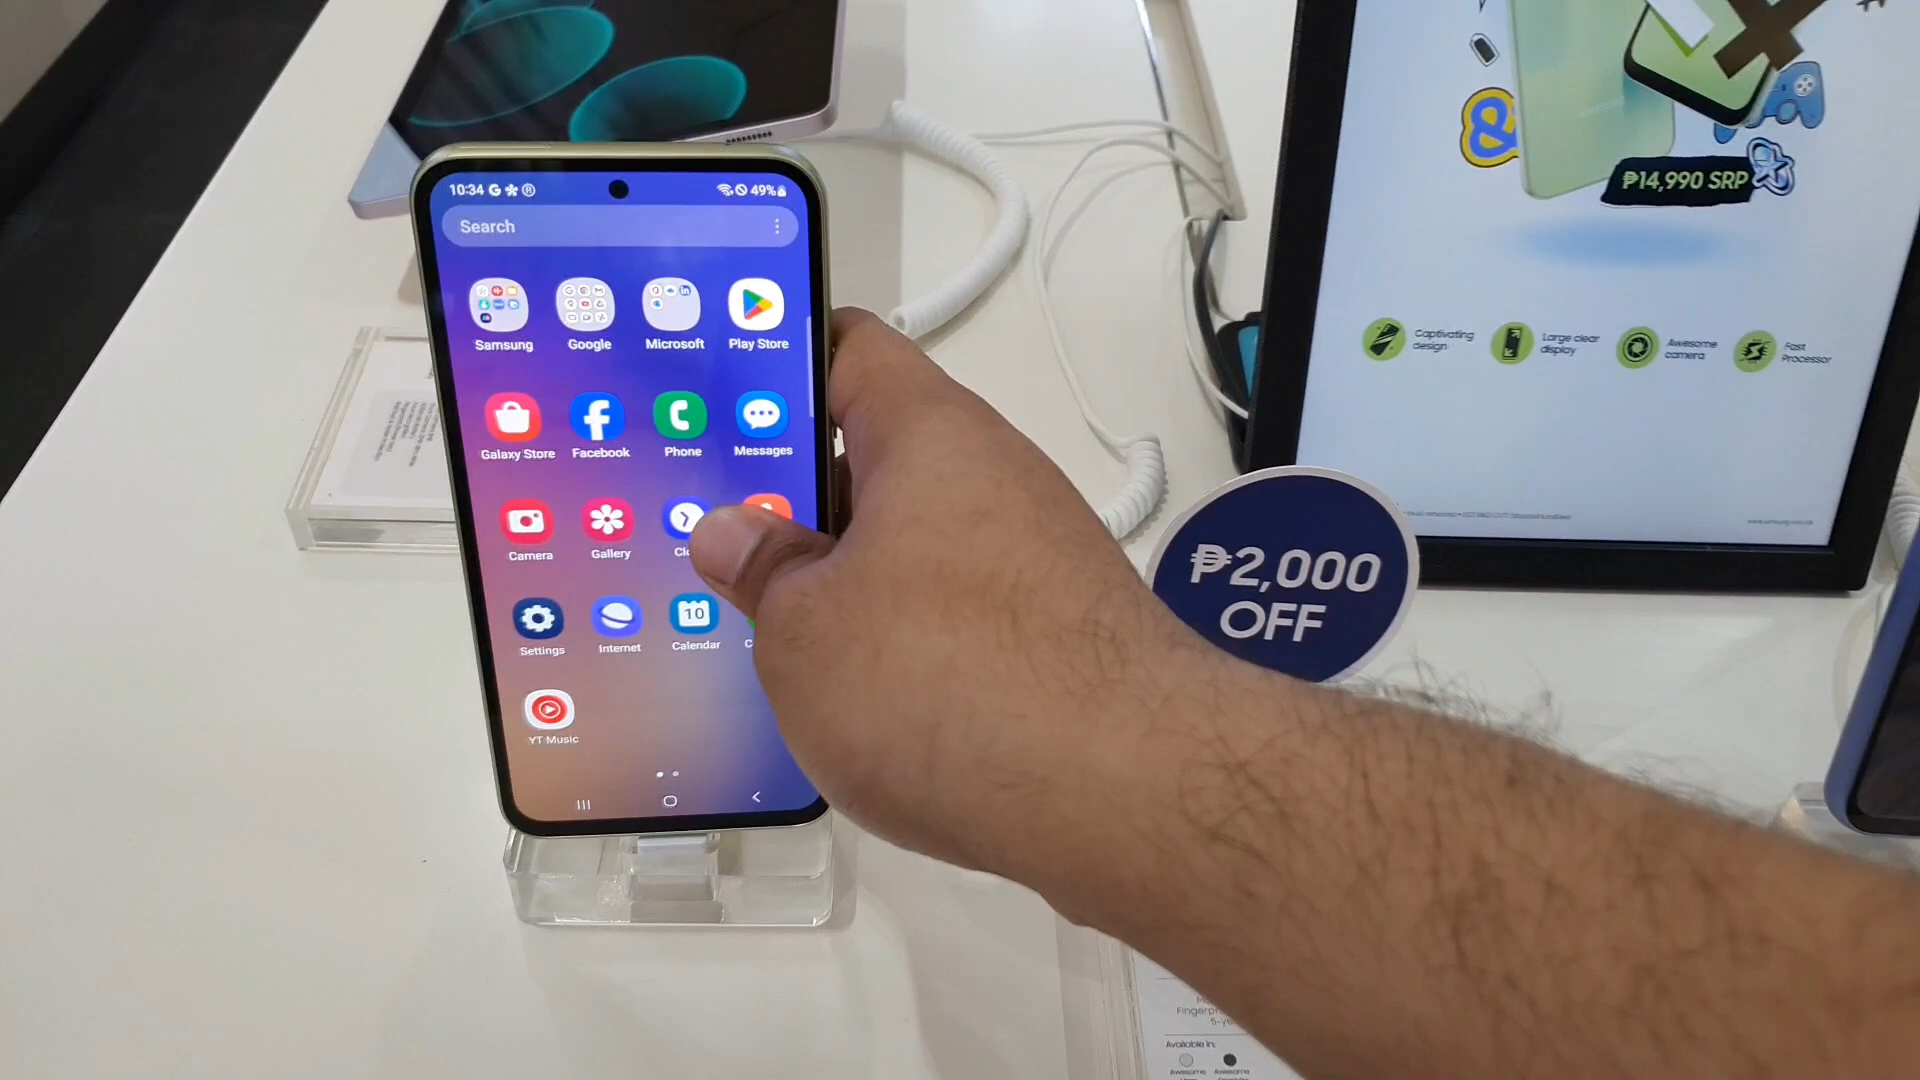 10:34
49%
Search
Samsung
Google
Microsoft
Play Store
Galaxy Store
Facebook
Phone
Messages
Camera
Gallery
Settings
Internet
10
Calendar
YT Music
&
₱14,990 SRP
Captivating
design
Large clear
display
Awesome
camera
Fast
Processor
₱2,000
OFF
Available in:
Awesome
Awesome